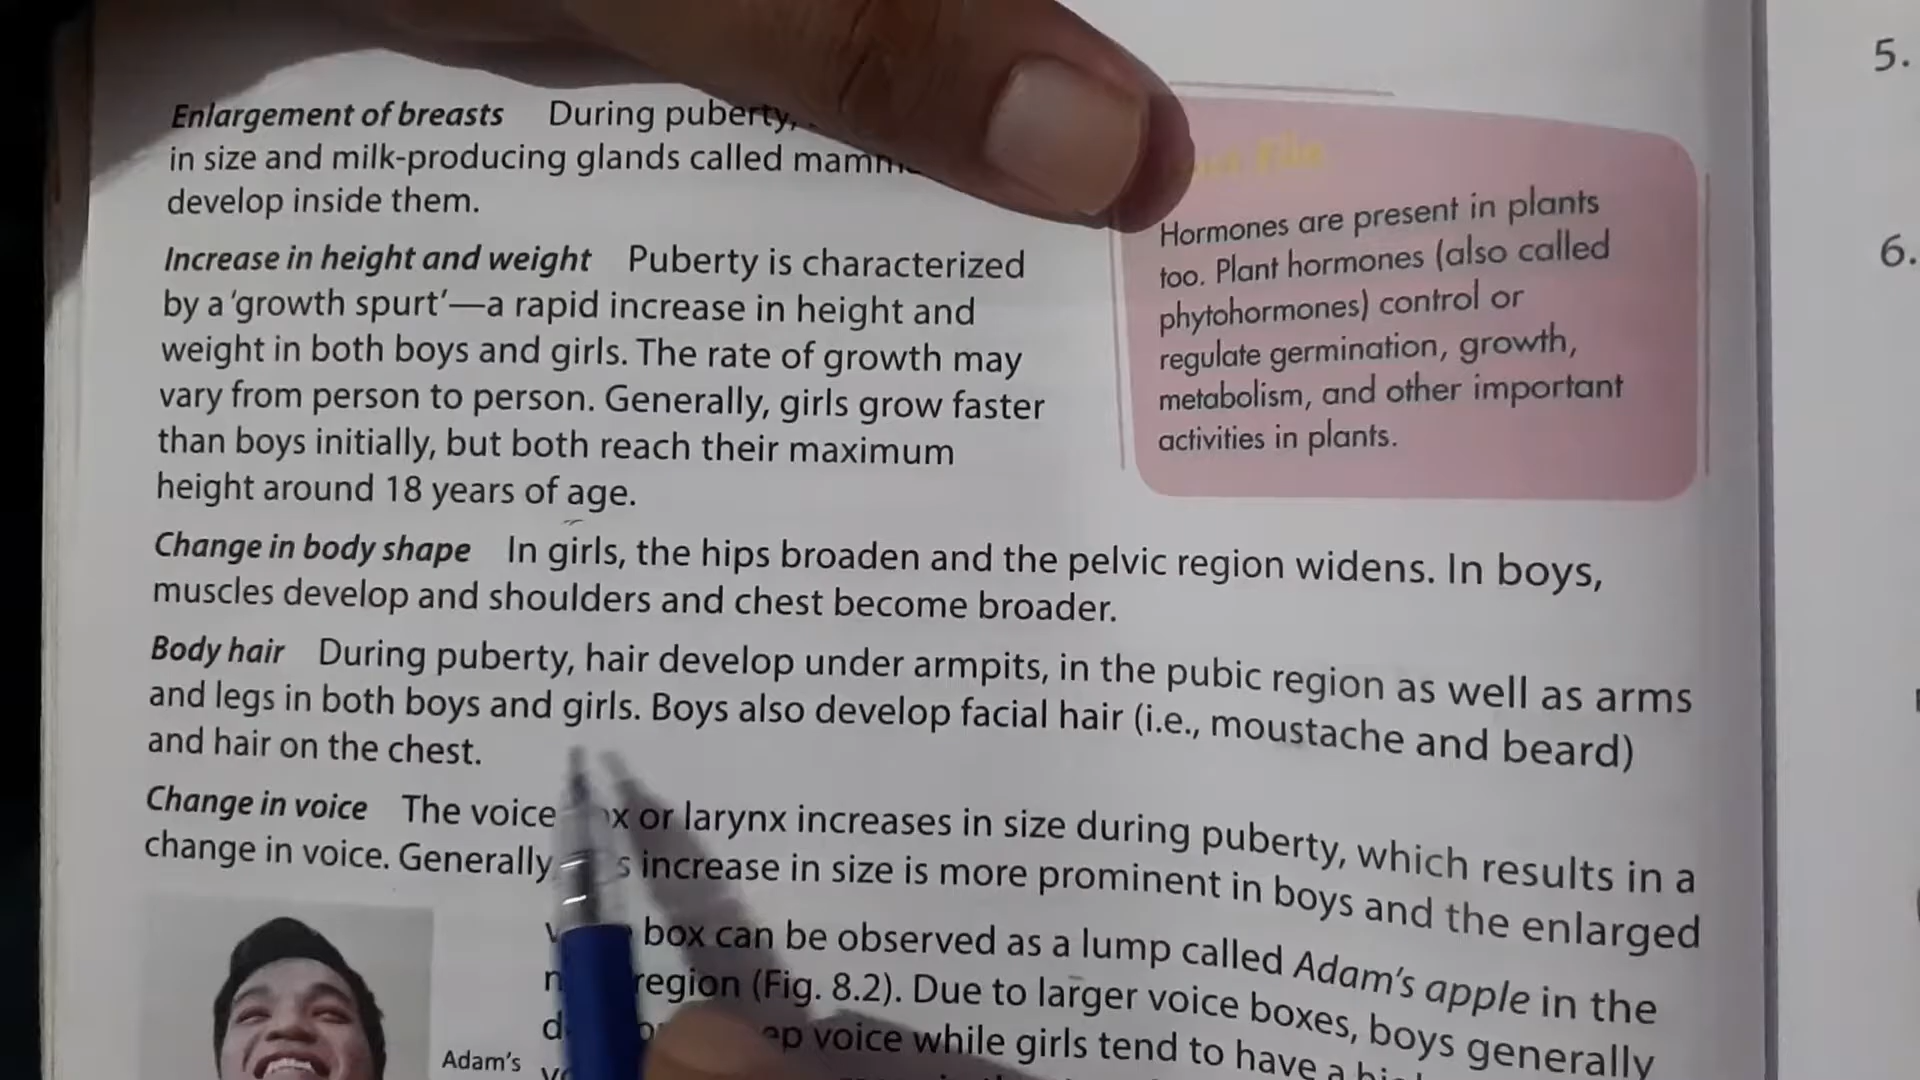 Enlargement of breasts During puberty,
in size and milk-producing glands called
develop inside them.
Increase in height and weight Puberty is characterized
by a 'growth spurt'—a rapid increase in height and
weight in both boys and girls. The rate of growth may
vary from person to person. Generally, girls grow faster
than boys initially, but both reach their maximum
height around 18 years of age.
Hormones are present in plants
too. Plant hormones (also called
phytohormones) control or
regulate germination, growth,
metabolism, and other important
activities in plants.
Change in body shape In girls, the hips broaden and the pelvic region widens. In boys,
muscles develop and shoulders and chest become broader.
Body hair During puberty, hair develop under armpits, in the pubic region as well as arms
and legs in both boys and girls. Boys also develop facial hair (i.e., moustache and beard)
and hair on the chest.
Change in voice The voice or larynx increases in size during puberty, which results in a
change in voice. Generally increase in size is more prominent in boys and the enlarged
box can be observed as a lump called Adam's apple in the
region (Fig. 8.2). Due to larger voice boxes, boys generally
voice while girls tend to have a
Adam's
5.
6.